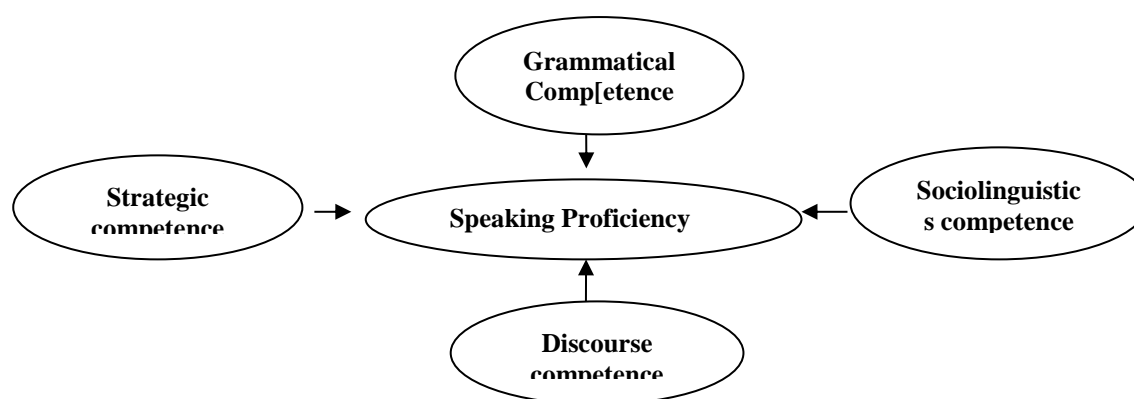 Grammatical
Comp[etence
Strategic
competence
Speaking Proficiency
Sociolinguistic
s competence
Discourse
competence